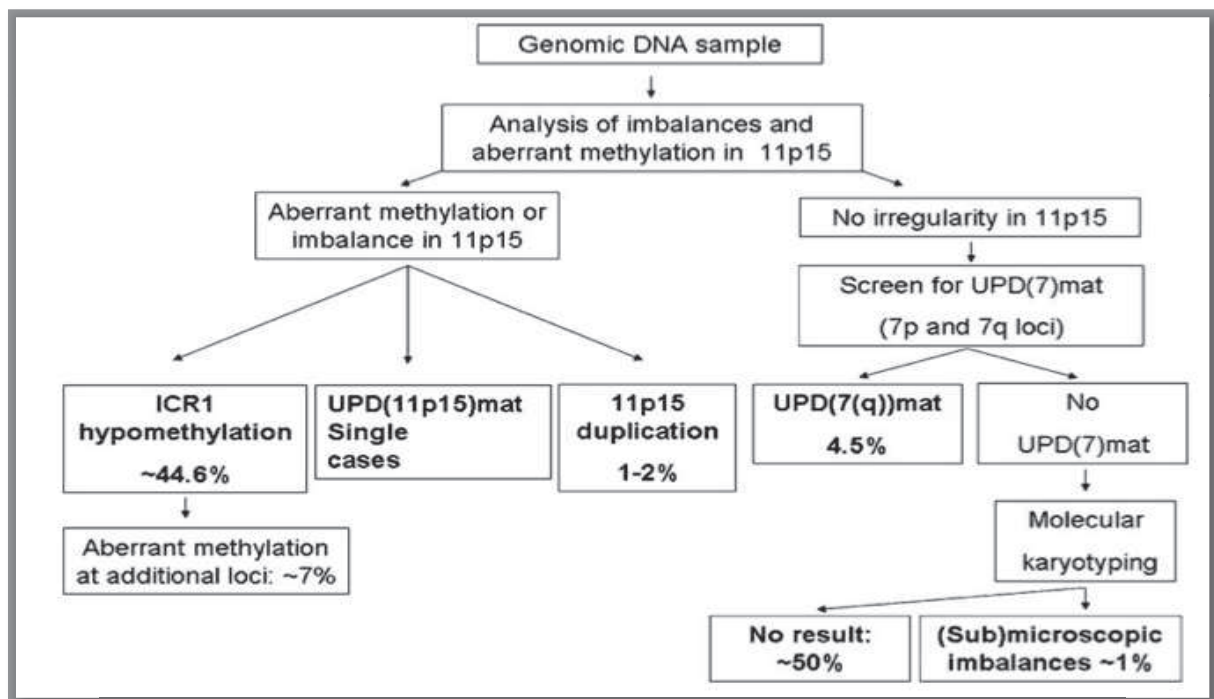 Genomic DNA sample
Analysis of imbalances and
aberrant methylation in 11p15
Aberrant methylation or
imbalance in 11p15
No irregularity in 11p15
Screen for UPD(7)mat
(7p and 7q loci)
ICR1
hypomethylation
~44.6%
UPD(11p15)mat
Single
cases
11p15
duplication
1-2%
UPD(7(q))mat
4.5%
No
UPD(7)mat
Aberrant methylation
at additional loci: ~7%
Molecular
karyotyping
No result:
~50%
(Sub)microscopic
imbalances ~1%